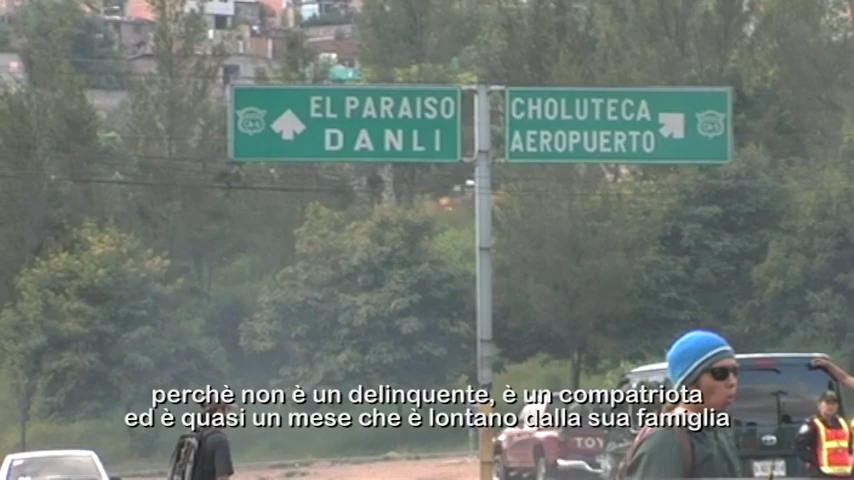 EL PARAISO
DANLI
CHOLUTECA
AEROPUERTO
TOYO
perchè non è un delinquente, è un compatriota
ed è quasi un mese che è lontano dalla sua famiglia